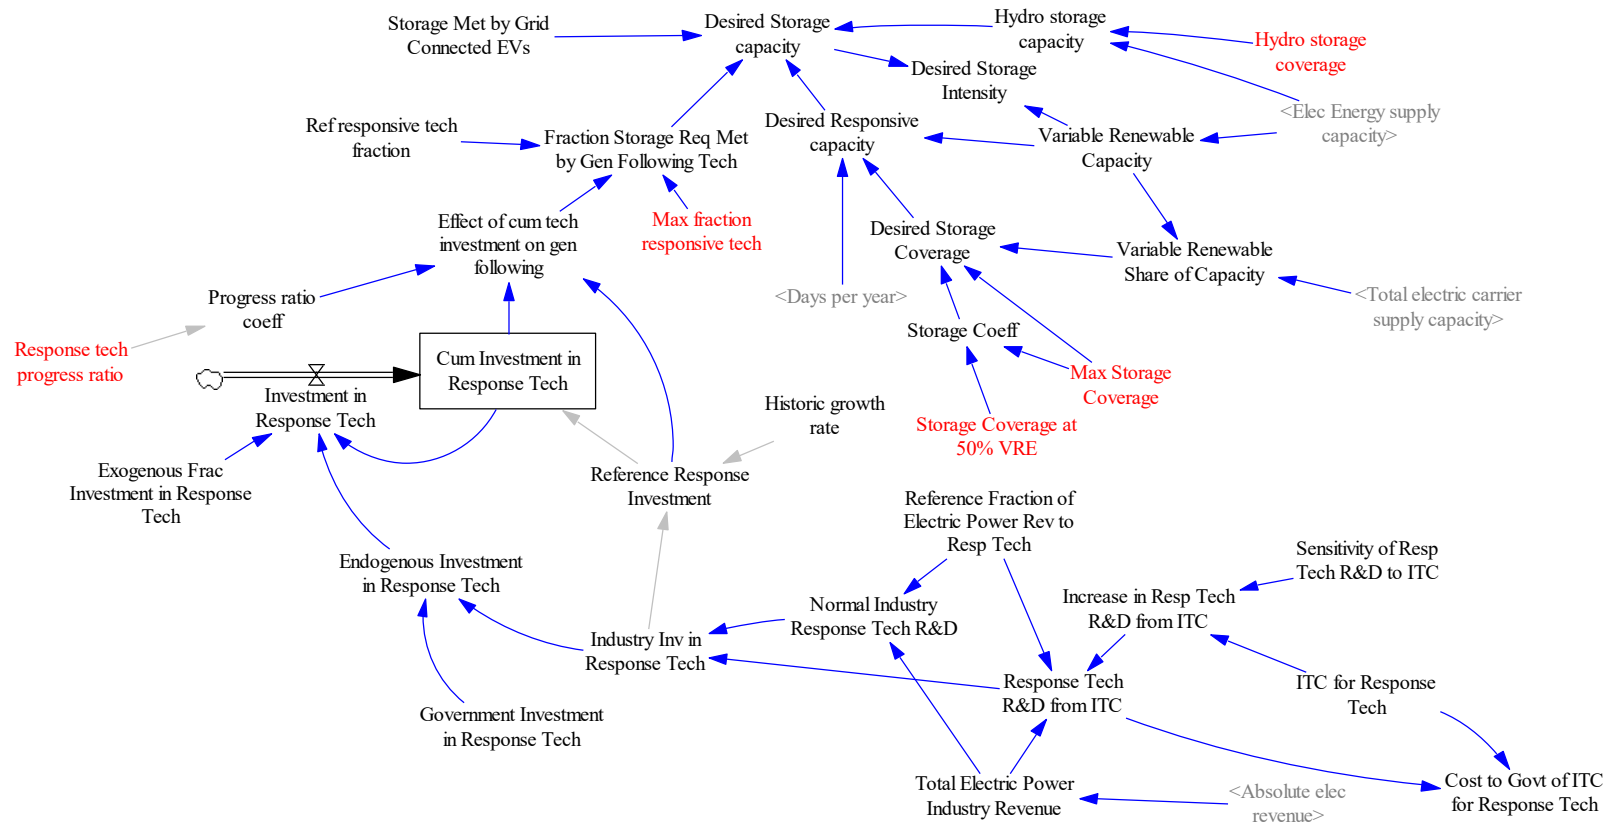 Storage Met by Grid
Connected EVs
Desired Storage
capacity
Hydro storage
capacity
Hydro storage
coverage
Desired Storage
Intensity
<Elec Energy supply
capacity>
Ref responsive tech
fraction
Fraction Storage Req Met
by Gen Following Tech
Desired Responsive
capacity
Variable Renewable
Capacity
Effect of cum tech
investment on gen
following
Max fraction
responsive tech
Desired Storage
Coverage
Variable Renewable
Share of Capacity
<Days per year>
<Total electric carrier
supply capacity>
Progress ratio
coeff
Response tech
progress ratio
Storage Coeff
Cum Investment in
Response Tech
Max Storage
Coverage
Investment in
Response Tech
Historic growth
rate
Storage Coverage at
50% VRE
Exogenous Frac
Investment in Response
Tech
Reference Response
Investment
Reference Fraction of
Electric Power Rev to
Resp Tech
Endogenous Investment
in Response Tech
Sensitivity of Resp
Tech R&D to ITC
Normal Industry
Response Tech R&D
Increase in Resp Tech
R&D from ITC
Industry Inv in
Response Tech
Response Tech
R&D from ITC
ITC for Response
Tech
Government Investment
in Response Tech
Total Electric Power
Industry Revenue
<Absolute elec
revenue>
Cost to Govt of ITC
for Response Tech